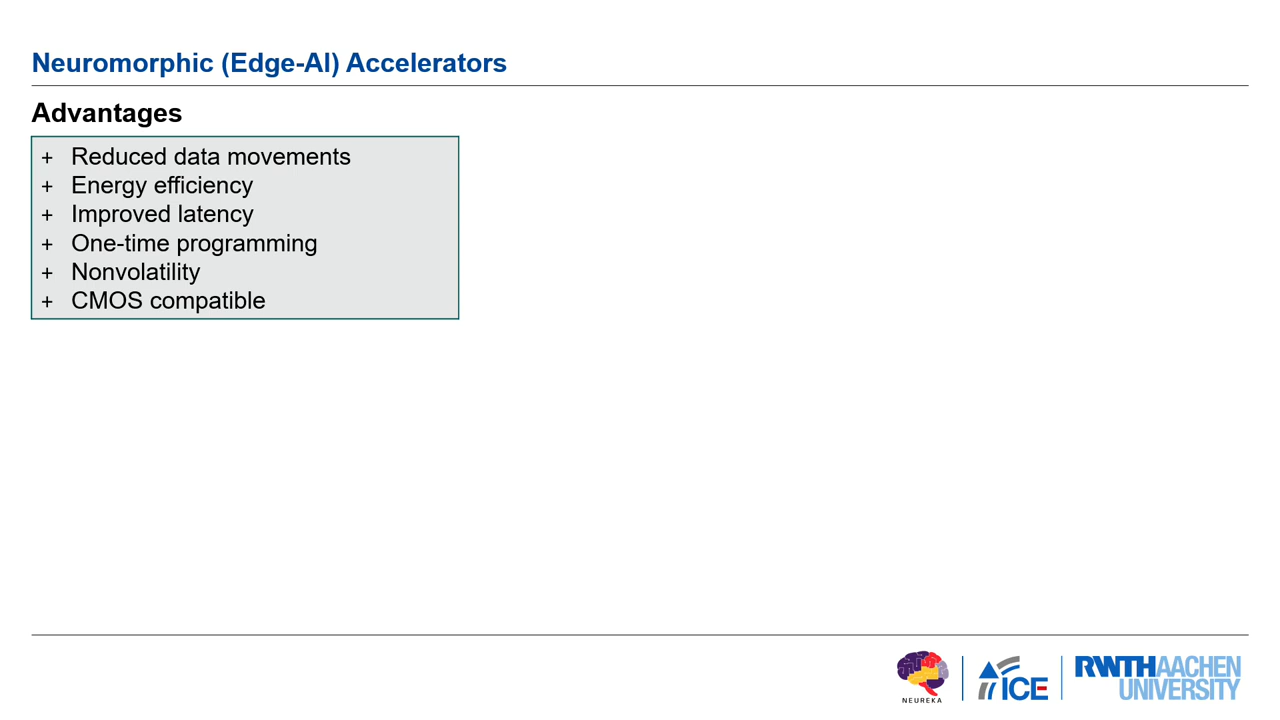 Neuromorphic (Edge-AI) Accelerators
Advantages
+ Reduced data movements
+ Energy efficiency
+ Improved latency
+ One-time programming
+ Nonvolatility
+ CMOS compatible
NEUREKA
ICE
RWTHAACHEN
UNIVERSITY